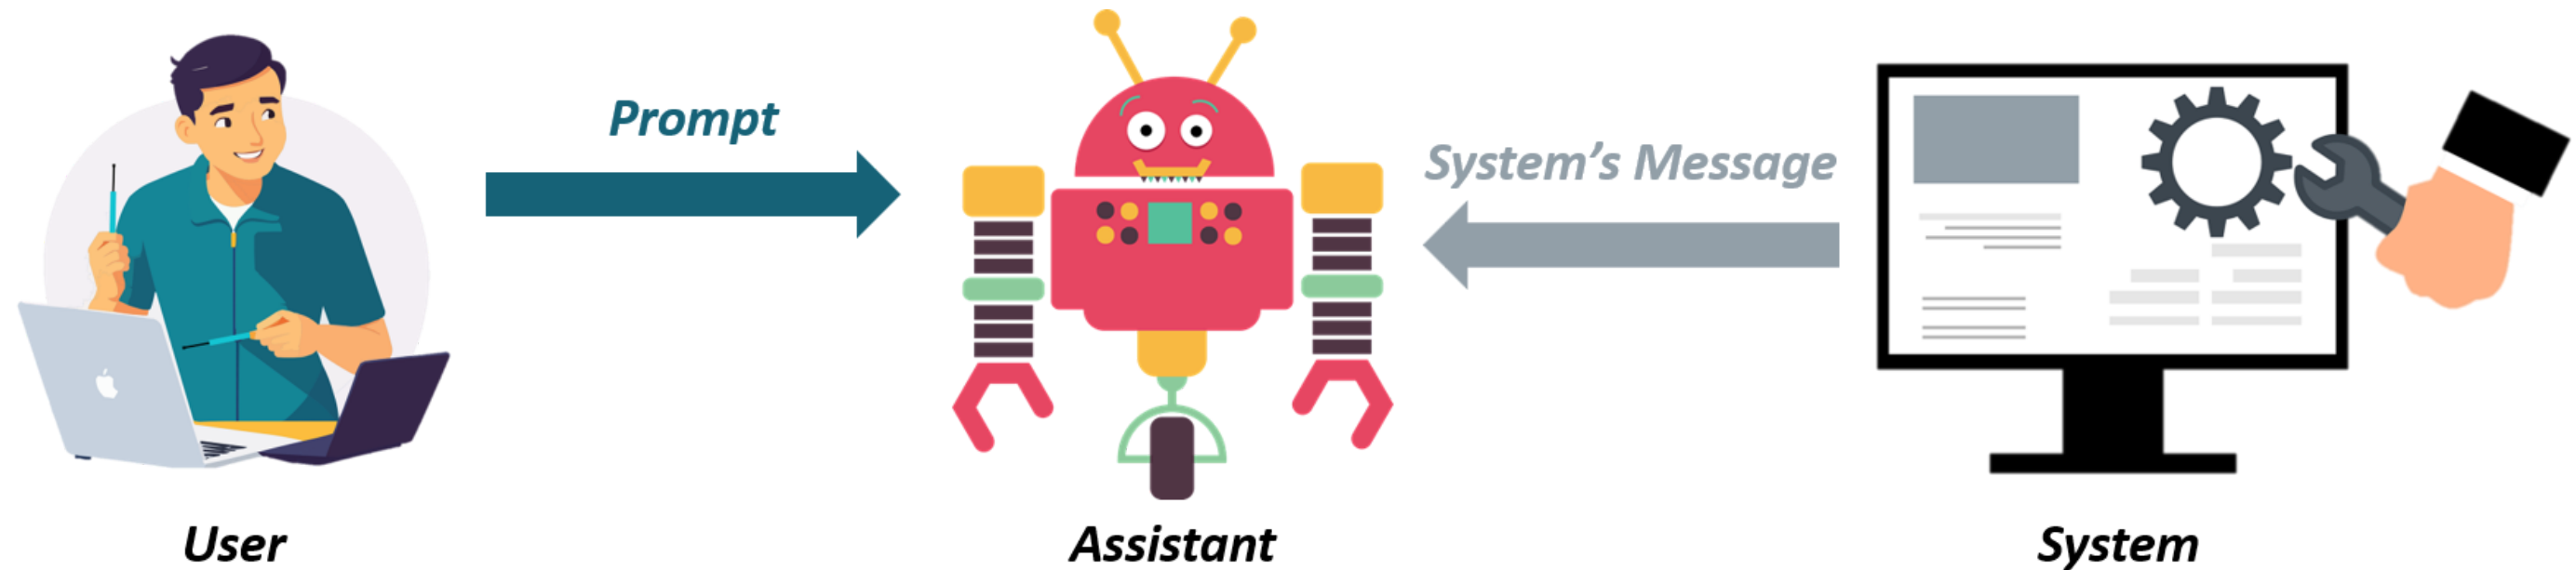 Prompt
System's Message
User
Assistant
System